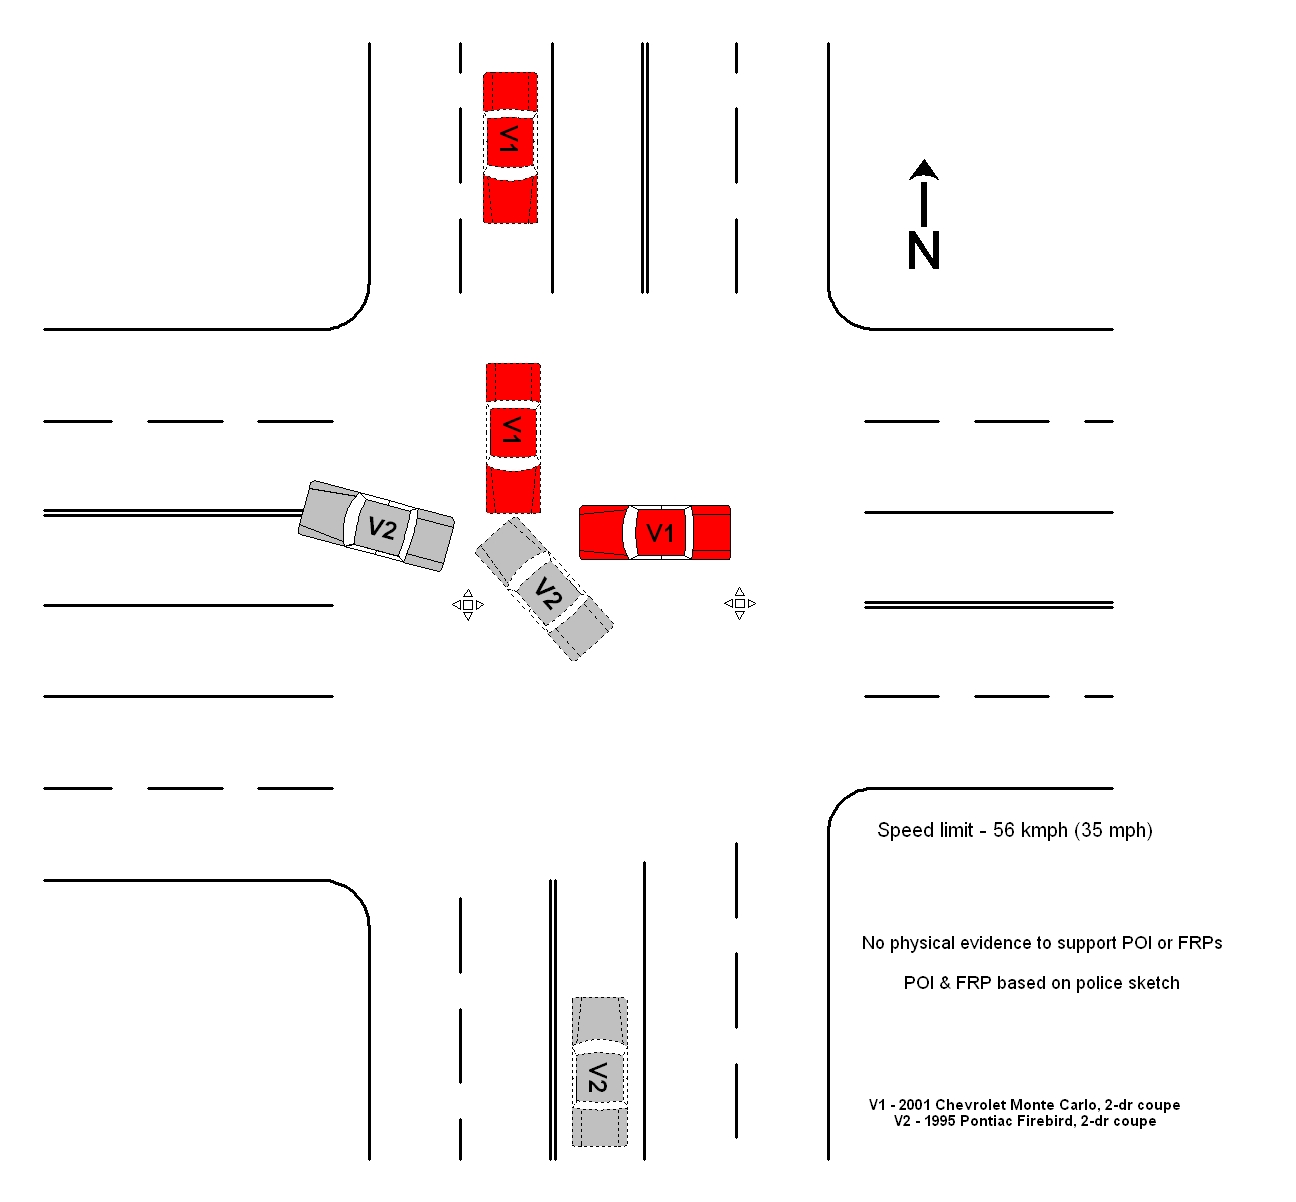 V1
N
V1
V2
V1
V2
Speed limit - 56 kmph (35 mph)
No physical evidence to support POI or FRPs
POI & FRP based on police sketch
V2
V1 - 2001 Chevrolet Monte Carlo, 2-dr coupe
V2 - 1995 Pontiac Firebird, 2-dr coupe